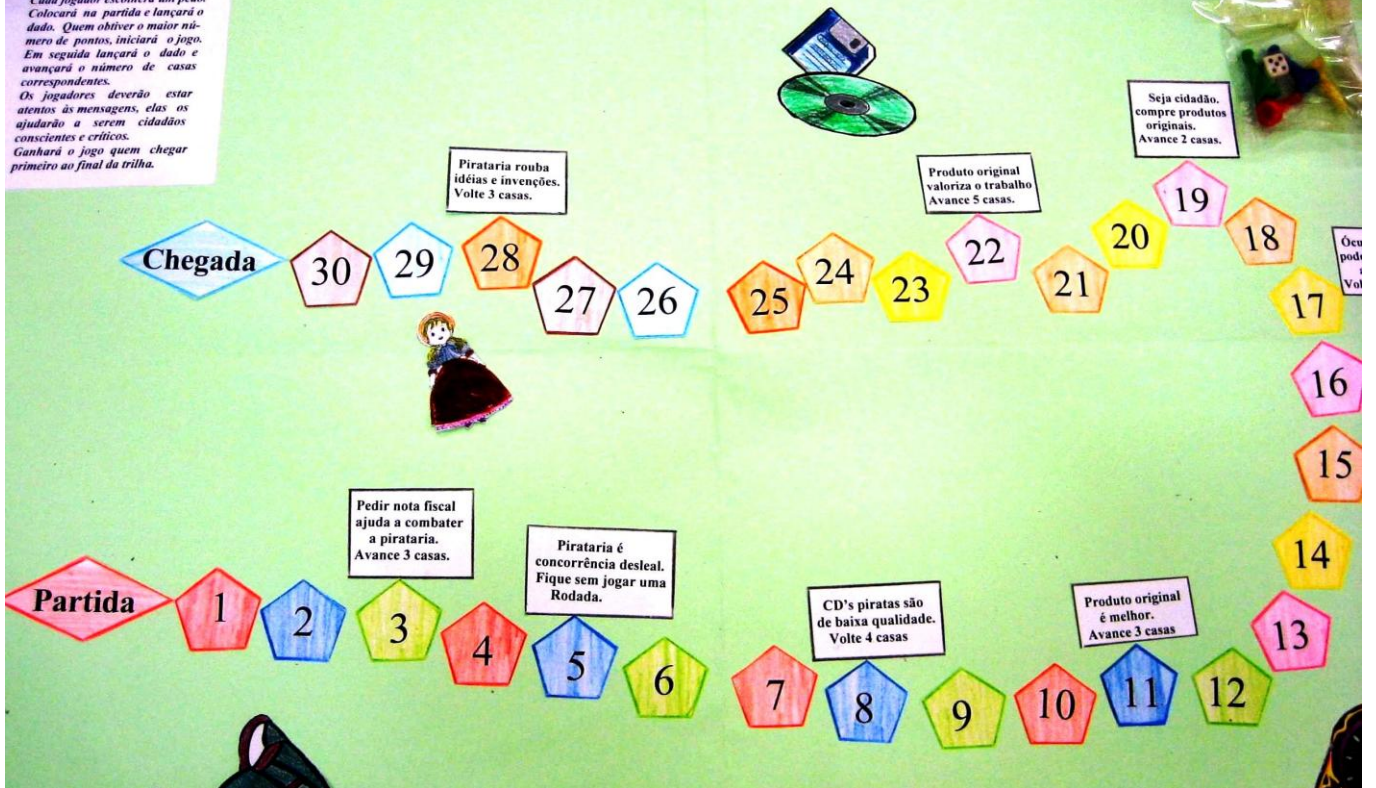 Colocará na partida e lançará o
dado. Quem obtiver o maior nú-
mero de pontos, iniciará o jogo.
Em seguida lançará o dado e
avançará o número de casas
correspondentes.
Os jogadores deverão estar
atentos às mensagens, elas os
ajudarão a serem cidadãos
conscientes e críticos.
Ganhará o jogo quem chegar
primeiro ao final da trilha.
Seja cidadão,
compre produtos
originais.
Avance 2 casas.
Pirataria rouba
idéias e invenções.
Volte 3 casas.
Produto original
valoriza o trabalho
Avance 5 casas.
Chegada
30
29
28
27
26
25
24
23
22
21
20
19
18
17
16
15
14
Pedir nota fiscal
ajuda a combater
a pirataria.
Avance 3 casas.
Pirataria é
concorrência desleal.
Fique sem jogar uma
Rodada.
CD's piratas são
de baixa qualidade.
Volte 4 casas
Produto original
é melhor.
Avance 3 casas
Partida
1
2
3
4
5
6
7
8
9
10
11
12
13